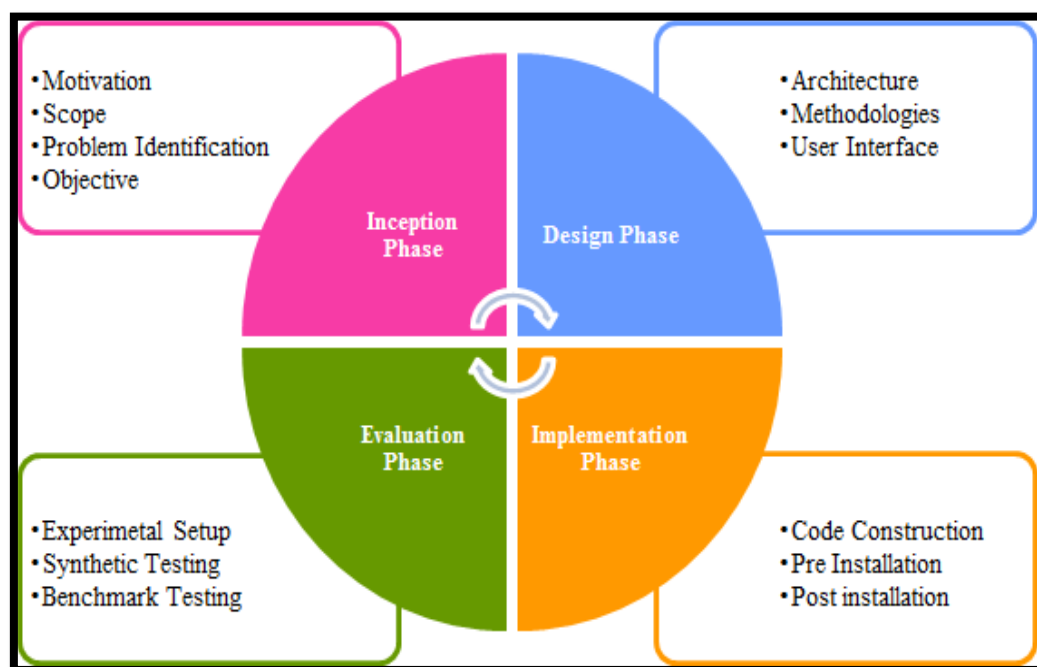 •Motivation
•Scope
•Problem Identification
•Objective
•Architecture
•Methodologies
•User Interface
Inception
Phase
Design Phase
Evaluation
Phase
Implementation
Phase
•Experimetal Setup
•Synthetic Testing
•Benchmark Testing
•Code Construction
•Pre Installation
•Post installation